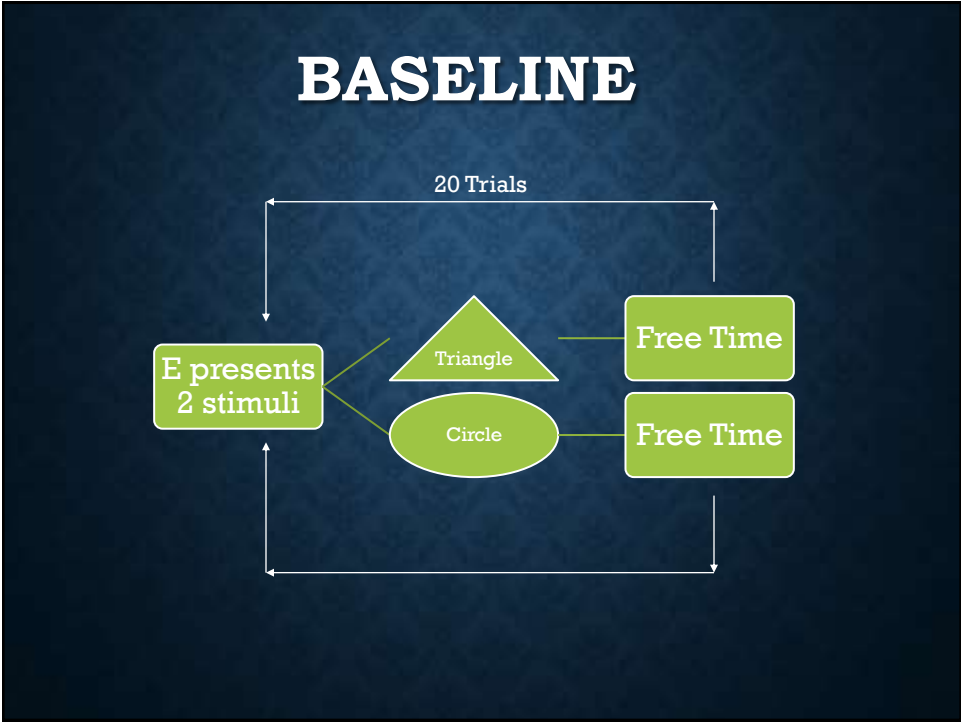 BASELINE
20 Trials
E presents
2 stimuli
Triangle
Free Time
Circle
Free Time